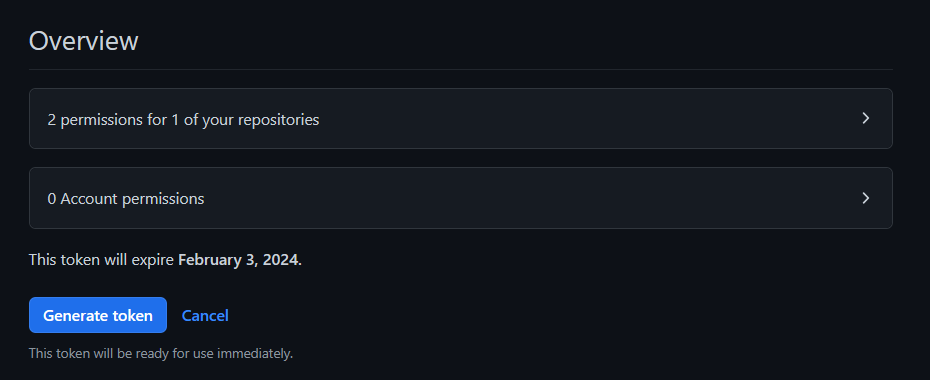 Overview
2 permissions for 1 of your repositories
0 Account permissions
This token will expire February 3, 2024.
Generate token Cancel
This token will be ready for use immediately.